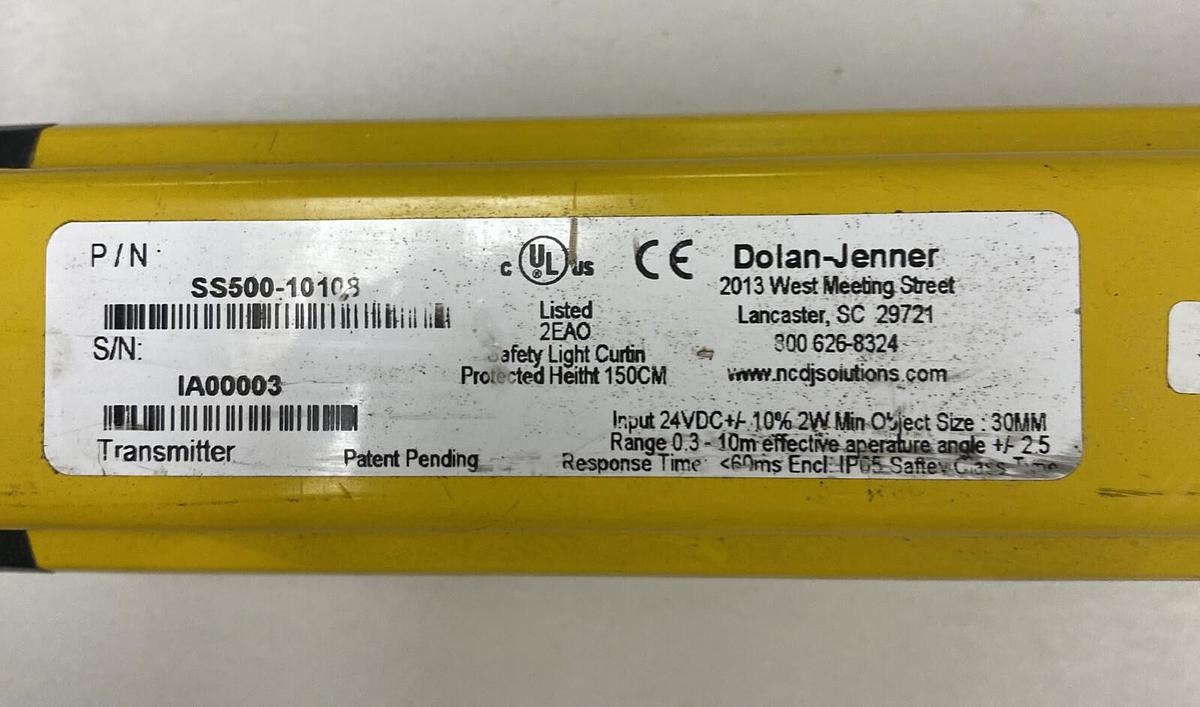 P/N:
SS500-10108
S/N:
IA00003
Transmitter
Patent Pending
C UL ® US
Listed
2EAO
Safety Light Curtin
Protected Heitht 150CM
CE
Dolan-Jenner
2013 West Meeting Street
Lancaster, SC 29721
800 626-8324
www.ncdjsolutions.com
Input 24VDC+/- 10% 2W Min Object Size : 30MM
Range 0.3 - 10m effective aperature angle +/- 2.5
Response Time <60ms Encl: IP65 Saftey Class